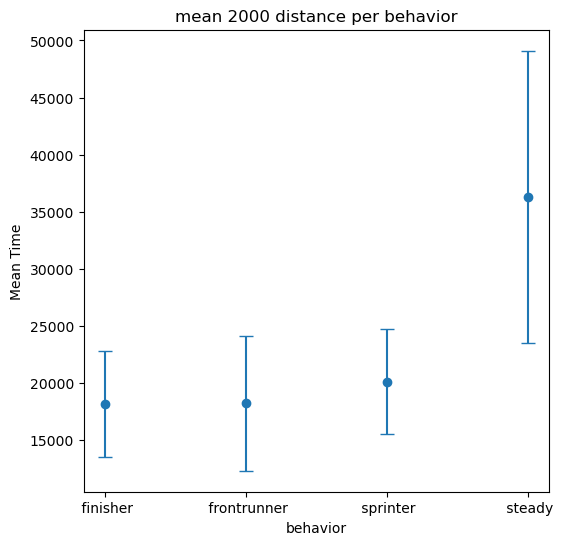 mean 2000 distance per behavior
50000
45000
40000
35000
30000
25000
20000
15000
Mean Time
finisher frontrunner sprinter steady
behavior